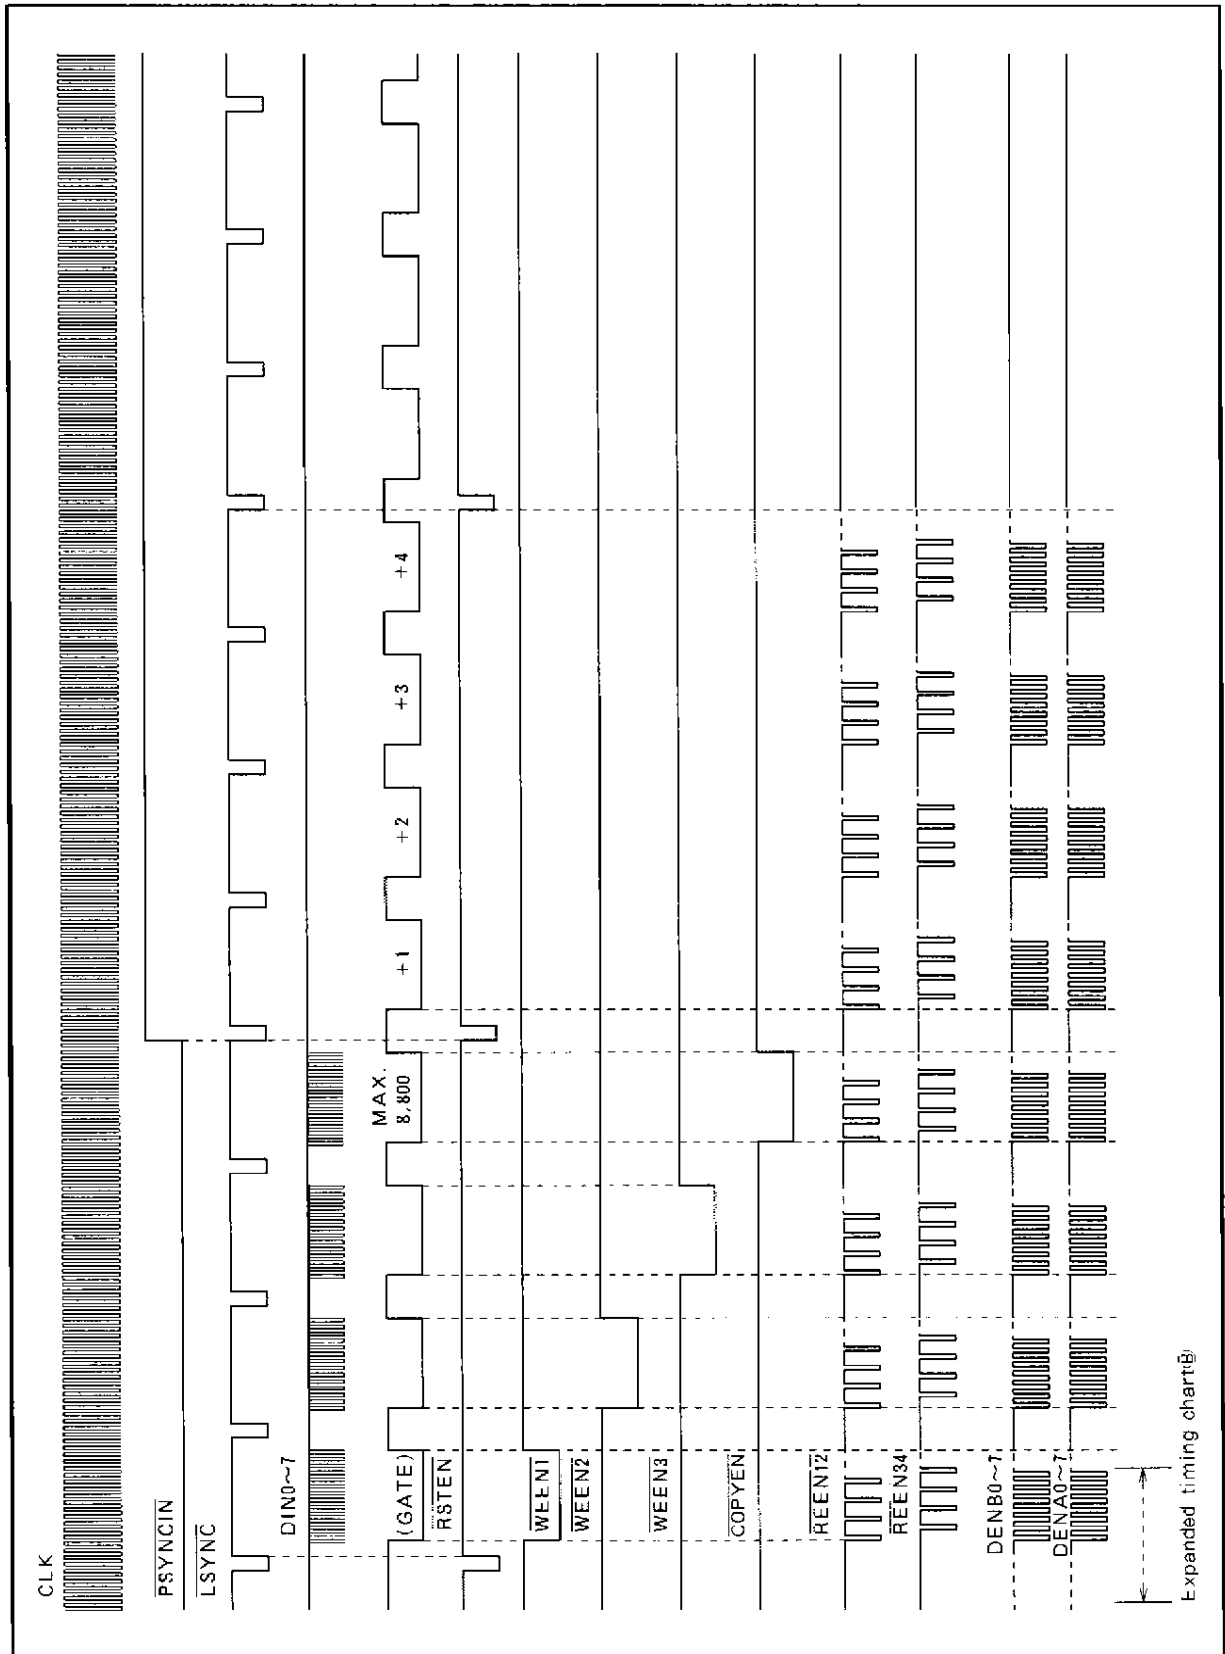 CLK
PSYNCIN
LSYNC
DIN0~7
(GATE)
MAX.
8,800
+1
+2
+3
+4
RSTEN
WEEN1
WEEN2
WEEN3
COPYEN
REEN12
REEN34
DENB0~7
DENA0~7
Expanded timing chart(B)